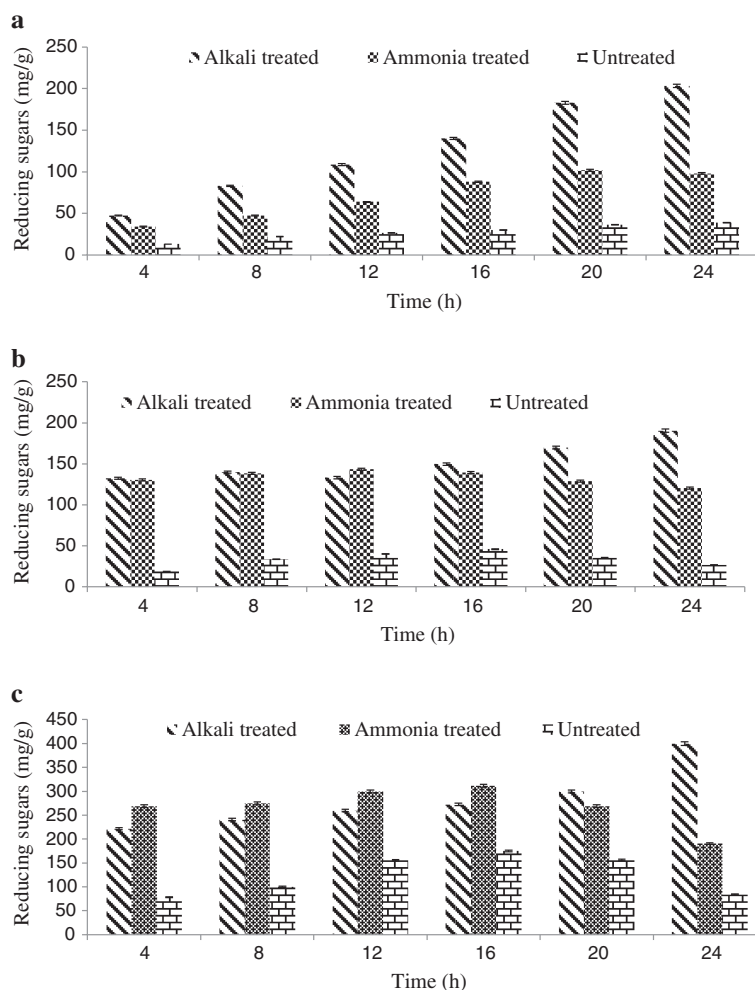 a
Reducing sugars (mg/g)
250
200
150
100
50
0
Alkali treated Ammonia treated Untreated
4 8 12 16 20 24
Time (h)
b
Reducing sugars (mg/g)
250
200
150
100
50
0
Alkali treated Ammonia treated Untreated
4 8 12 16 20 24
Time (h)
c
Reducing sugars (mg/g)
450
400
350
300
250
200
150
100
50
0
Alkali treated Ammonia treated Untreated
4 8 12 16 20 24
Time (h)